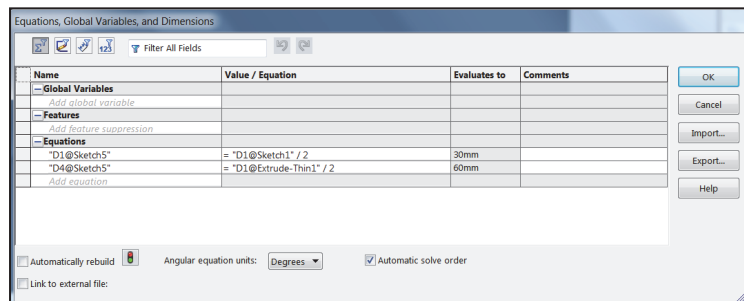 Equations, Global Variables, and Dimensions
Filter All Fields
Name Value / Equation Evaluates to Comments
Global Variables
Add global variable
Features
Add feature suppression
Equations
"D1@Sketch5" = "D1@Sketch1" / 2 30mm
"D4@Sketch5" = "D1@Extrude-Thin1" / 2 60mm
Add equation
OK
Cancel
Import...
Export...
Help
Automatically rebuild Angular equation units: Degrees Automatic solve order
Link to external file: